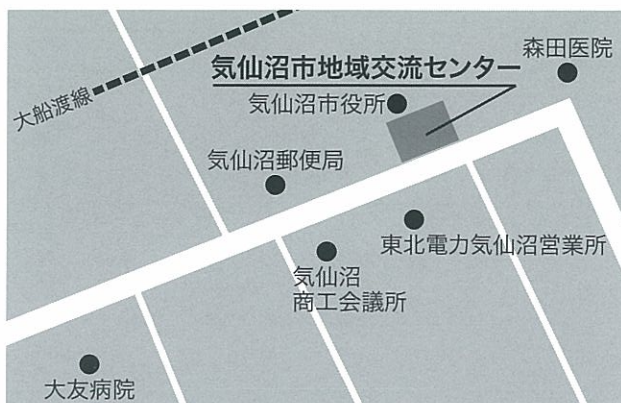 森田医院
気仙沼市地域交流センター
大船渡線
気仙沼市役所
気仙沼郵便局
東北電力気仙沼営業所
気仙沼
商工会議所
大友病院